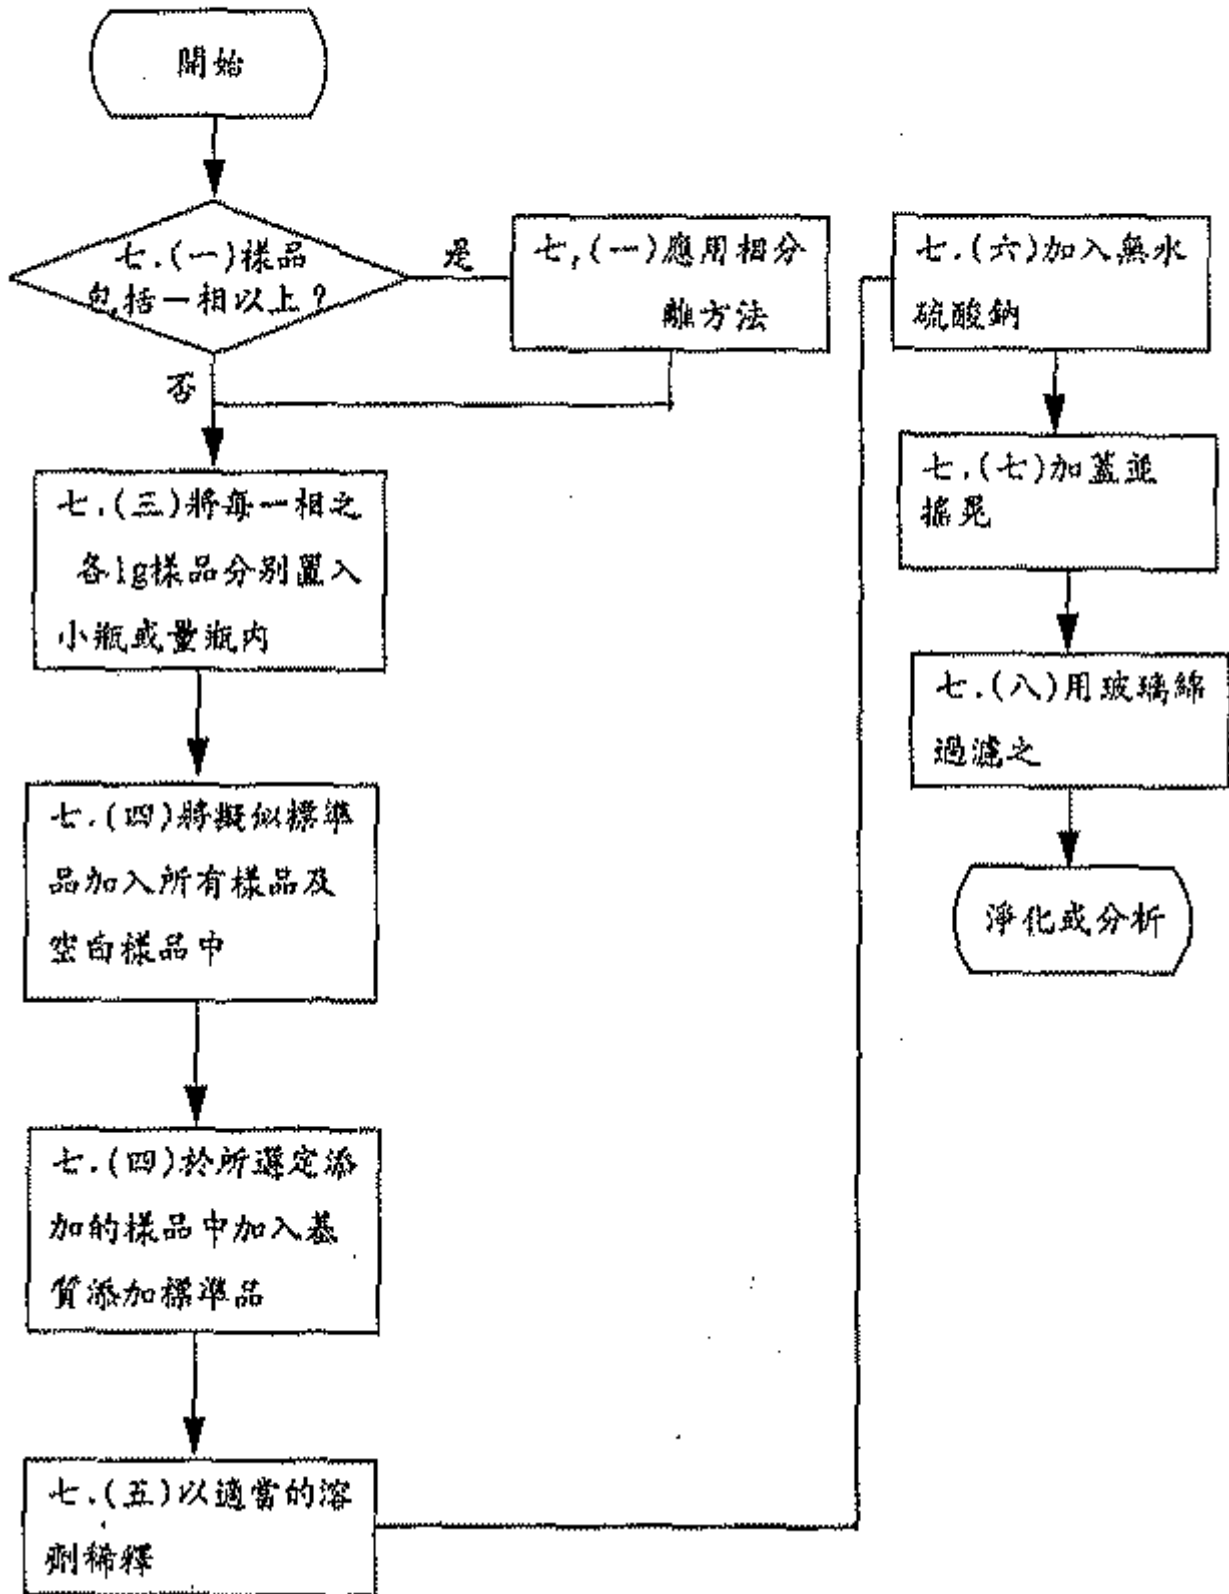 開始
七.(一)樣品
包括一相以上?
是
否
七,(一)應用相分
離方法
七.(三)將每一相之
各1g樣品分別置入
小瓶或量瓶內
七.(四)將擬似標準
品加入所有樣品及
空白樣品中
七.(四)於所選定添
加的樣品中加入基
質添加標準品
七.(五)以適當的溶
劑稀釋
七.(六)加入無水
硫酸鈉
七.(七)加蓋並
搖晃
七.(八)用玻璃綿
過濾之
淨化或分析